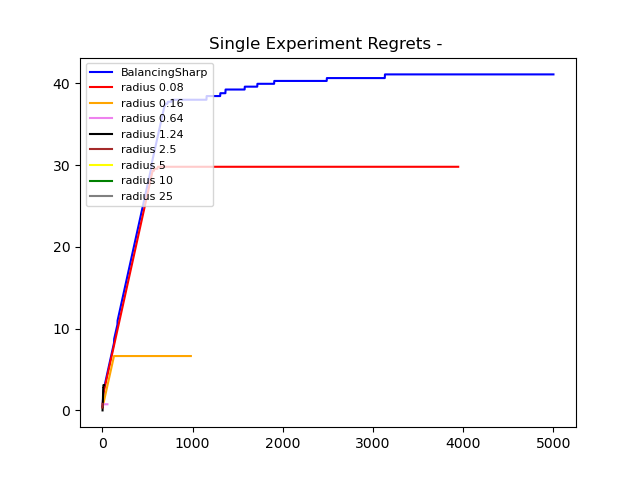 Single Experiment Regrets -
BalancingSharp
radius 0.08
radius 0.16
radius 0.64
radius 1.24
radius 2.5
radius 5
radius 10
radius 25
40
30
20
10
0
0 1000 2000 3000 4000 5000